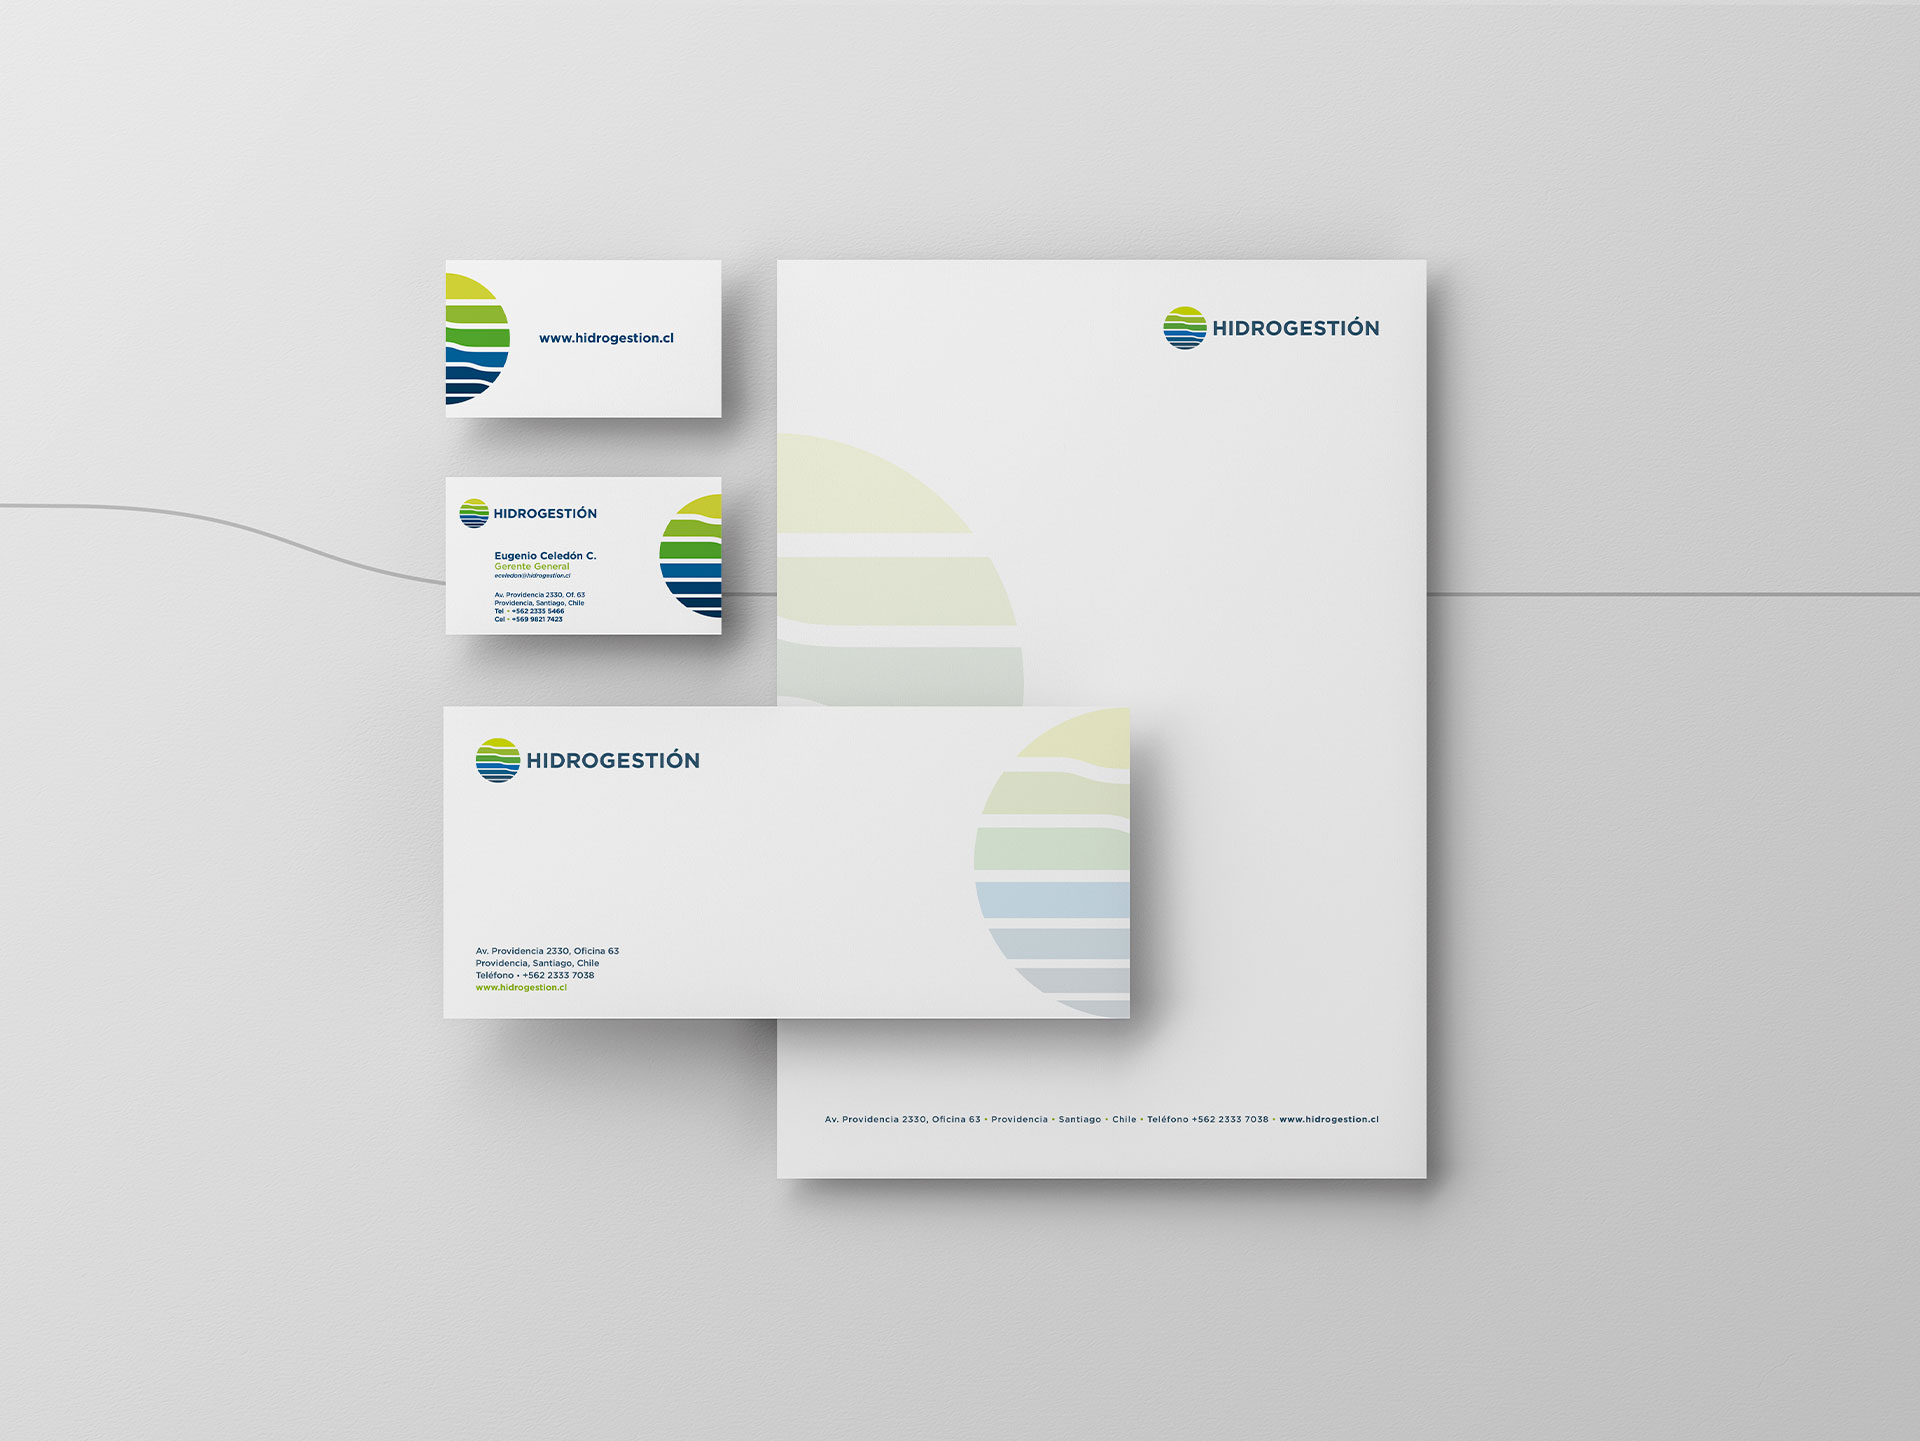 www.hidrogestion.cl
HIDROGESTIÓN
Eugenio Celedón C.
Gerente General
eceledon@hidrogestion.cl
Av. Providencia 2330, Of. 63
Providencia, Santiago, Chile
Tel • +562 2335 5466
Cel • +569 9821 7423
HIDROGESTIÓN
Av. Providencia 2330, Oficina 63
Providencia, Santiago, Chile
Teléfono • +562 2333 7038
www.hidrogestion.cl
HIDROGESTIÓN
Av. Providencia 2330, Oficina 63 • Providencia • Santiago • Chile • Teléfono +562 2333 7038 • www.hidrogestion.cl